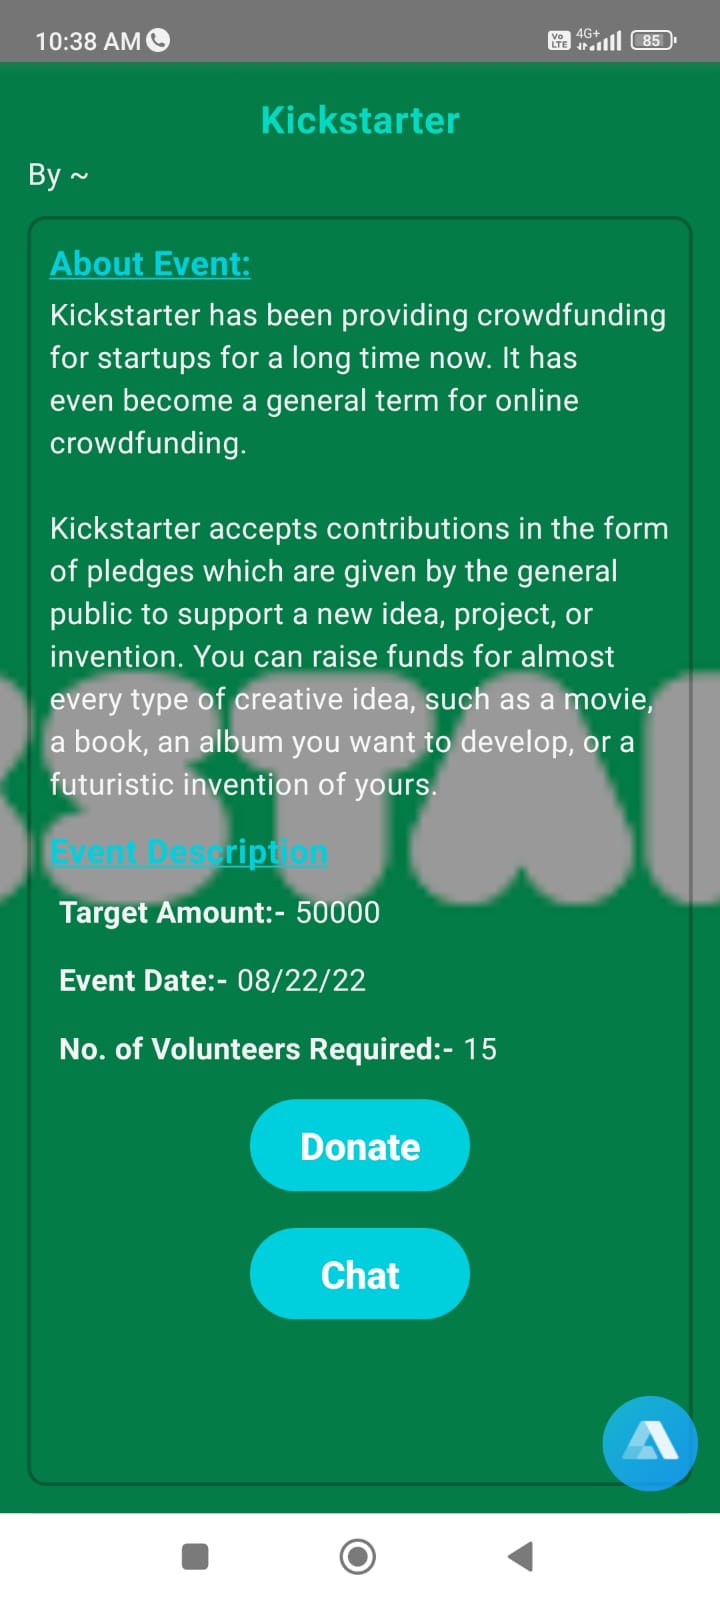 10:38 AM
Vo LTE 4G+ 85
Kickstarter
By ~
About Event:
Kickstarter has been providing crowdfunding
for startups for a long time now. It has
even become a general term for online
crowdfunding.
Kickstarter accepts contributions in the form
of pledges which are given by the general
public to support a new idea, project, or
invention. You can raise funds for almost
every type of creative idea, such as a movie,
a book, an album you want to develop, or a
futuristic invention of yours.
STA
Event Description
Target Amount:- 50000
Event Date:- 08/22/22
No. of Volunteers Required:- 15
Donate
Chat